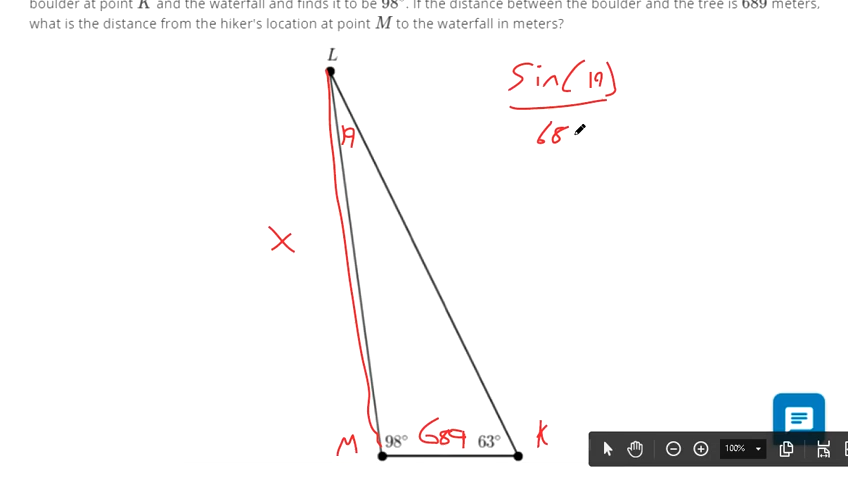 boulder at point K and the waterfall and finds it to be 98°. If the distance between the boulder and the tree is 689 meters,
what is the distance from the hiker's location at point M to the waterfall in meters?
L
Sin(19)
68
19
X
M
98°
689
63°
K
100%